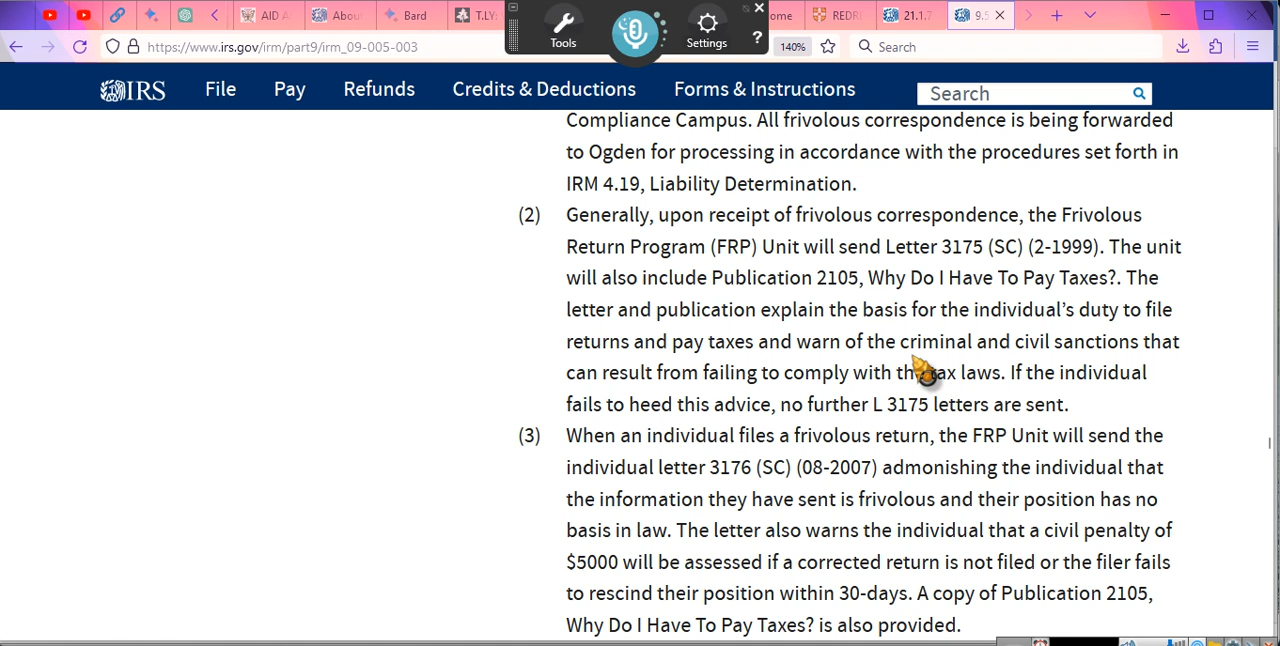 AID A
Abou
Bard
T.LY:
Tools
Settings
?
ome
REDRE
21.1.7
9.5
https://www.irs.gov/irm/part9/irm_09-005-003
140%
Search
IRS File Pay Refunds Credits & Deductions Forms & Instructions Search
Compliance Campus. All frivolous correspondence is being forwarded
to Ogden for processing in accordance with the procedures set forth in
IRM 4.19, Liability Determination.
(2) Generally, upon receipt of frivolous correspondence, the Frivolous
Return Program (FRP) Unit will send Letter 3175 (SC) (2-1999). The unit
will also include Publication 2105, Why Do I Have To Pay Taxes?. The
letter and publication explain the basis for the individual’s duty to file
returns and pay taxes and warn of the criminal and civil sanctions that
can result from failing to comply with the tax laws. If the individual
fails to heed this advice, no further L 3175 letters are sent.
(3) When an individual files a frivolous return, the FRP Unit will send the
individual letter 3176 (SC) (08-2007) admonishing the individual that
the information they have sent is frivolous and their position has no
basis in law. The letter also warns the individual that a civil penalty of
$5000 will be assessed if a corrected return is not filed or the filer fails
to rescind their position within 30-days. A copy of Publication 2105,
Why Do I Have To Pay Taxes? is also provided.